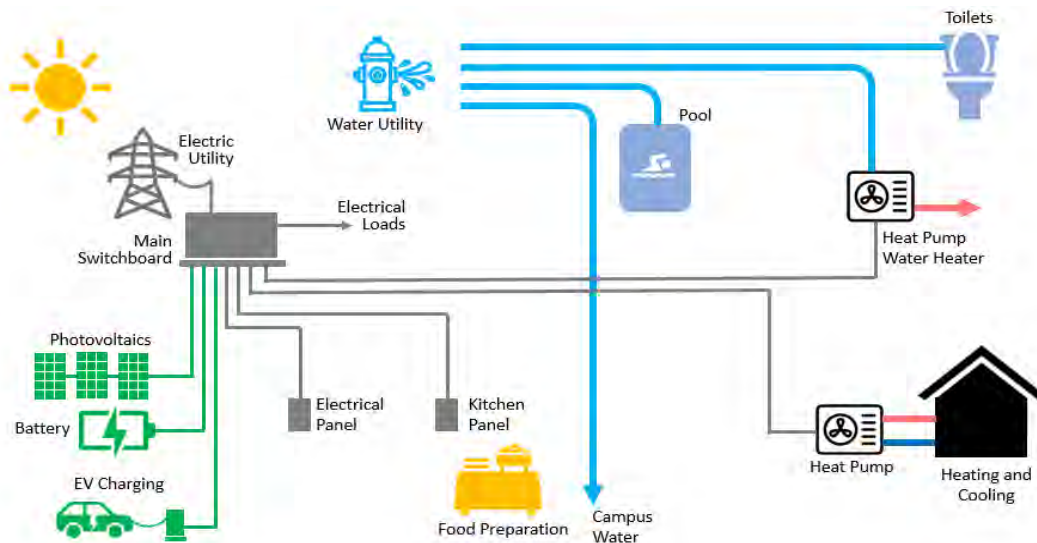 Toilets
Water Utility
Pool
Electric
Utility
Electrical
Loads
Main
Switchboard
Heat Pump
Water Heater
Photovoltaics
Battery
Electrical
Panel
Kitchen
Panel
Heat Pump
Heating and
Cooling
EV Charging
Food Preparation
Campus
Water